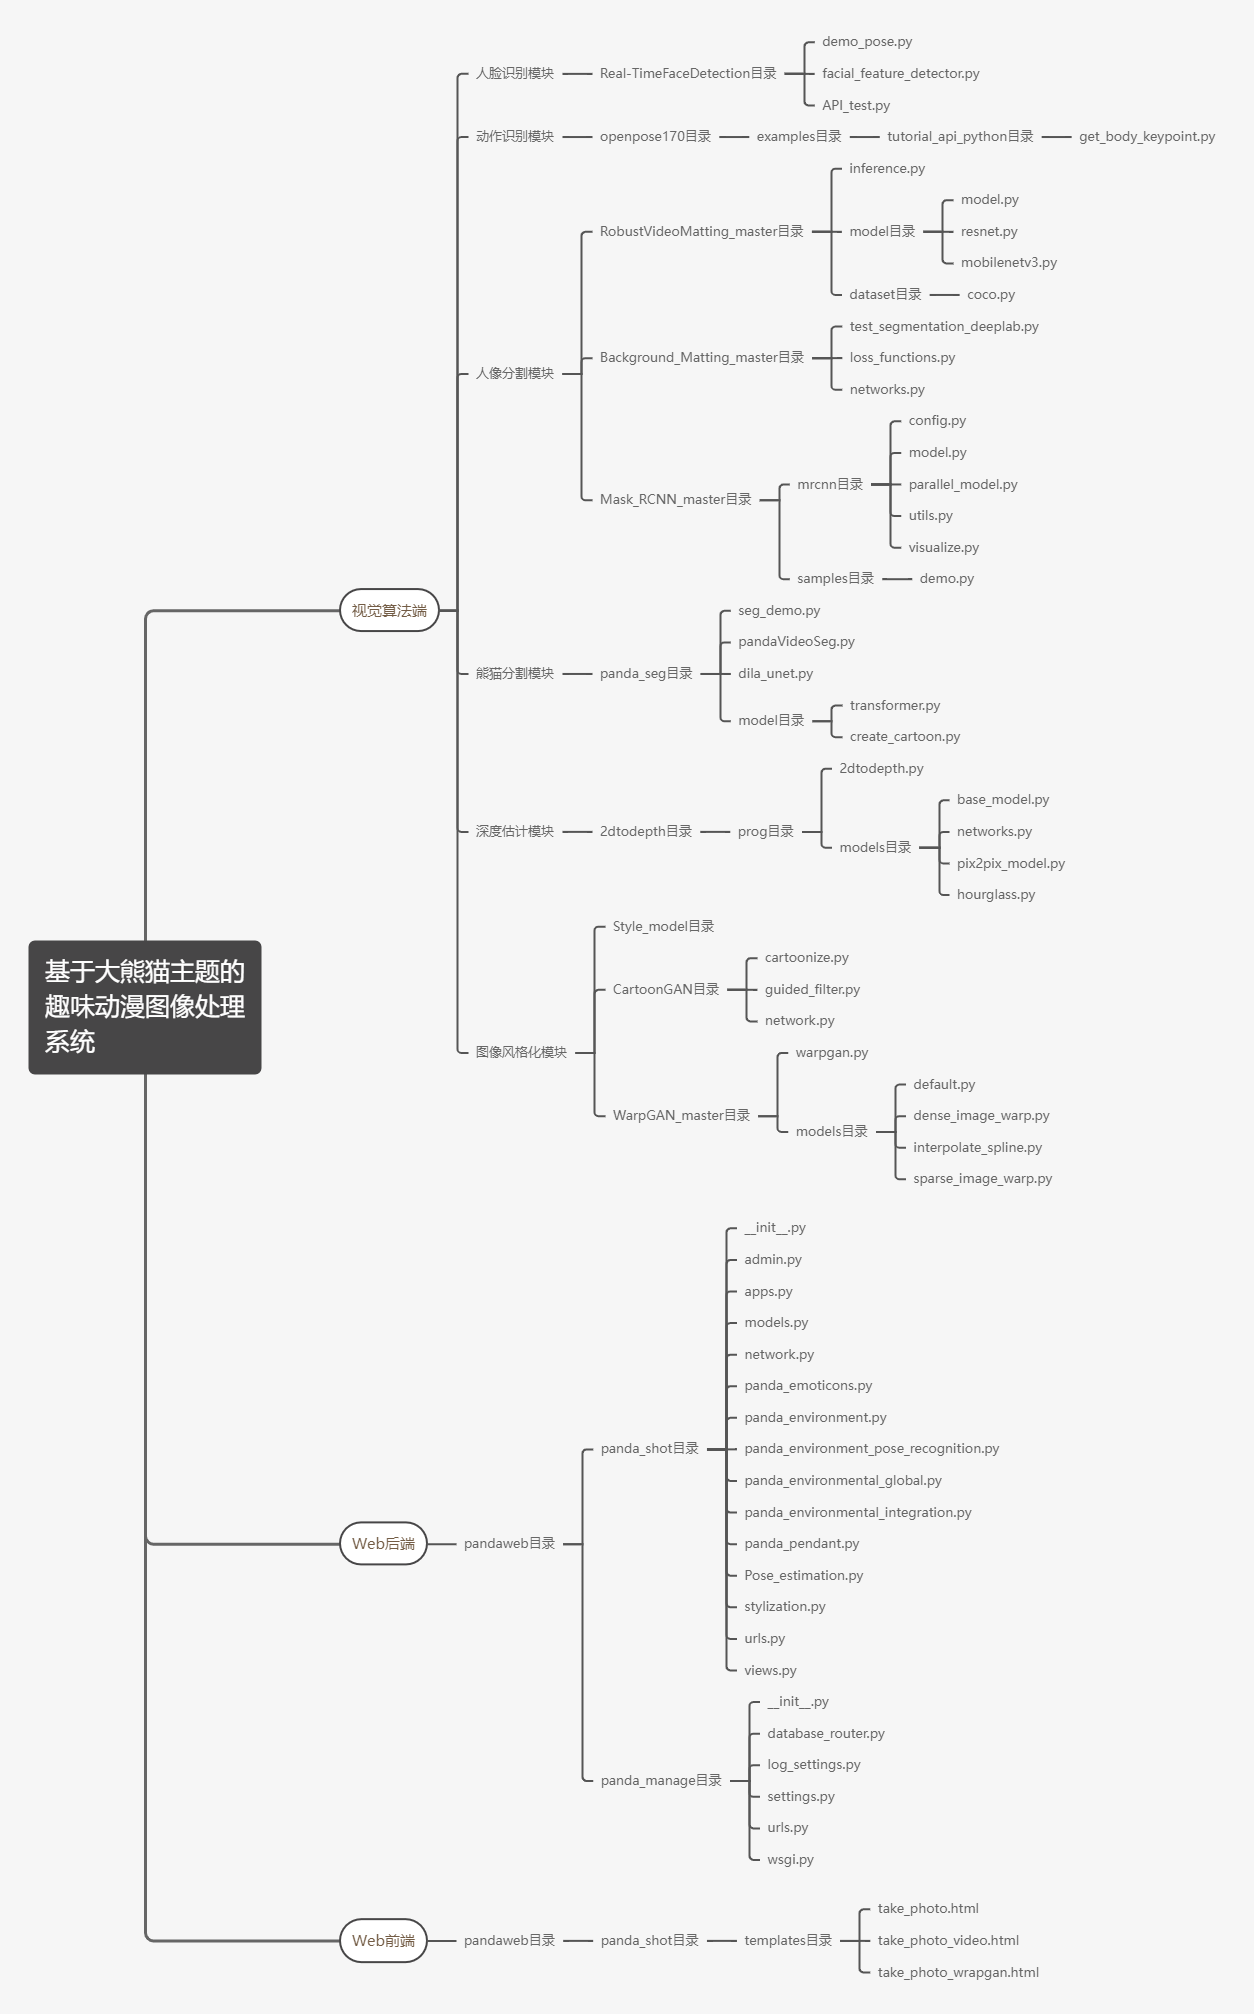 基于大熊猫主题的
趣味动漫图像处理
系统
视觉算法端
人脸识别模块
Real-TimeFaceDetection目录
demo_pose.py
facial_feature_detector.py
API_test.py
动作识别模块
openpose170目录
examples目录
tutorial_api_python目录
get_body_keypoint.py
人像分割模块
RobustVideoMatting_master目录
inference.py
model目录
model.py
resnet.py
mobilenetv3.py
dataset目录
coco.py
Background_Matting_master目录
test_segmentation_deeplab.py
loss_functions.py
networks.py
Mask_RCNN_master目录
mrcnn目录
config.py
model.py
parallel_model.py
utils.py
visualize.py
samples目录
demo.py
熊猫分割模块
panda_seg目录
seg_demo.py
pandaVideoSeg.py
dila_unet.py
model目录
transformer.py
create_cartoon.py
深度估计模块
2dtodepth目录
prog目录
2dtodepth.py
models目录
base_model.py
networks.py
pix2pix_model.py
hourglass.py
图像风格化模块
Style_model目录
CartoonGAN目录
cartoonize.py
guided_filter.py
network.py
WarpGAN_master目录
warpgan.py
models目录
default.py
dense_image_warp.py
interpolate_spline.py
sparse_image_warp.py
Web后端
pandaweb目录
panda_shot目录
__init__.py
admin.py
apps.py
models.py
network.py
panda_emoticons.py
panda_environment.py
panda_environment_pose_recognition.py
panda_environmental_global.py
panda_environmental_integration.py
panda_pendant.py
Pose_estimation.py
stylization.py
urls.py
views.py
panda_manage目录
__init__.py
database_router.py
log_settings.py
settings.py
urls.py
wsgi.py
Web前端
pandaweb目录
panda_shot目录
templates目录
take_photo.html
take_photo_video.html
take_photo_wrapgan.html